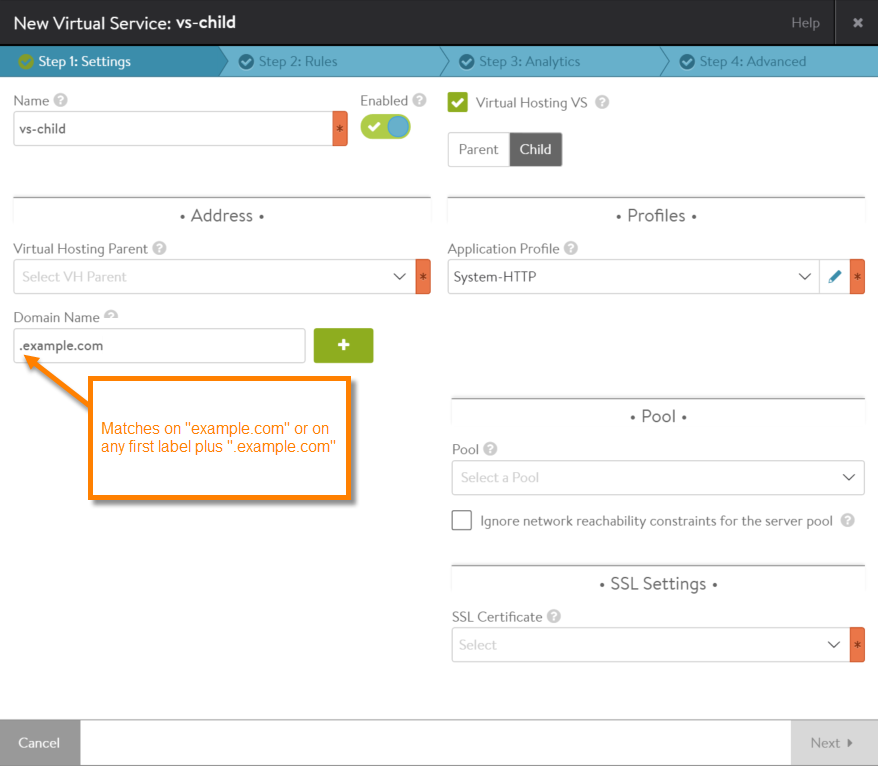 New Virtual Service: vs-child
Help
Step 1: Settings
Step 2: Rules
Step 3: Analytics
Step 4: Advanced
Name
Enabled
Virtual Hosting VS
vs-child
*
Parent
Child
• Address •
• Profiles •
Virtual Hosting Parent
Application Profile
Select VH Parent
*
System-HTTP
*
Domain Name
.example.com
+
Matches on "example.com" or on
any first label plus ".example.com"
• Pool •
Pool
Select a Pool
Ignore network reachability constraints for the server pool
• SSL Settings •
SSL Certificate
Select
*
Cancel
Next